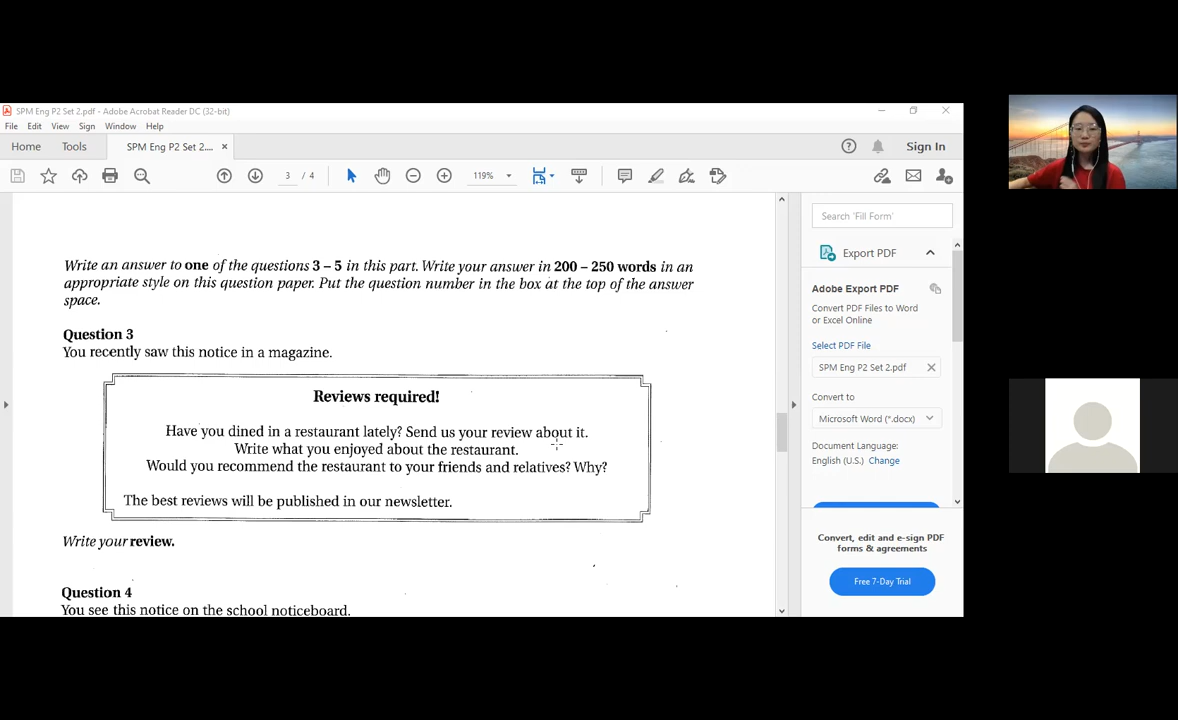 SPM Eng P2 Set 2.pdf - Adobe Acrobat Reader DC (32-bit)
File Edit View Sign Window Help
Home Tools SPM Eng P2 Set 2.... × Sign In
3 / 4 119%
Write an answer to one of the questions 3 – 5 in this part. Write your answer in 200 – 250 words in an
appropriate style on this question paper. Put the question number in the box at the top of the answer
space.
Question 3
You recently saw this notice in a magazine.
Reviews required!
Have you dined in a restaurant lately? Send us your review about it.
Write what you enjoyed about the restaurant.
Would you recommend the restaurant to your friends and relatives? Why?
The best reviews will be published in our newsletter.
Write your review.
Question 4
You see this notice on the school noticeboard.
Search 'Fill Form'
Export PDF
Adobe Export PDF
Convert PDF Files to Word
or Excel Online
Select PDF File
SPM Eng P2 Set 2.pdf
Convert to
Microsoft Word (*.docx)
Document Language:
English (U.S.) Change
Convert, edit and e-sign PDF
forms & agreements
Free 7-Day Trial